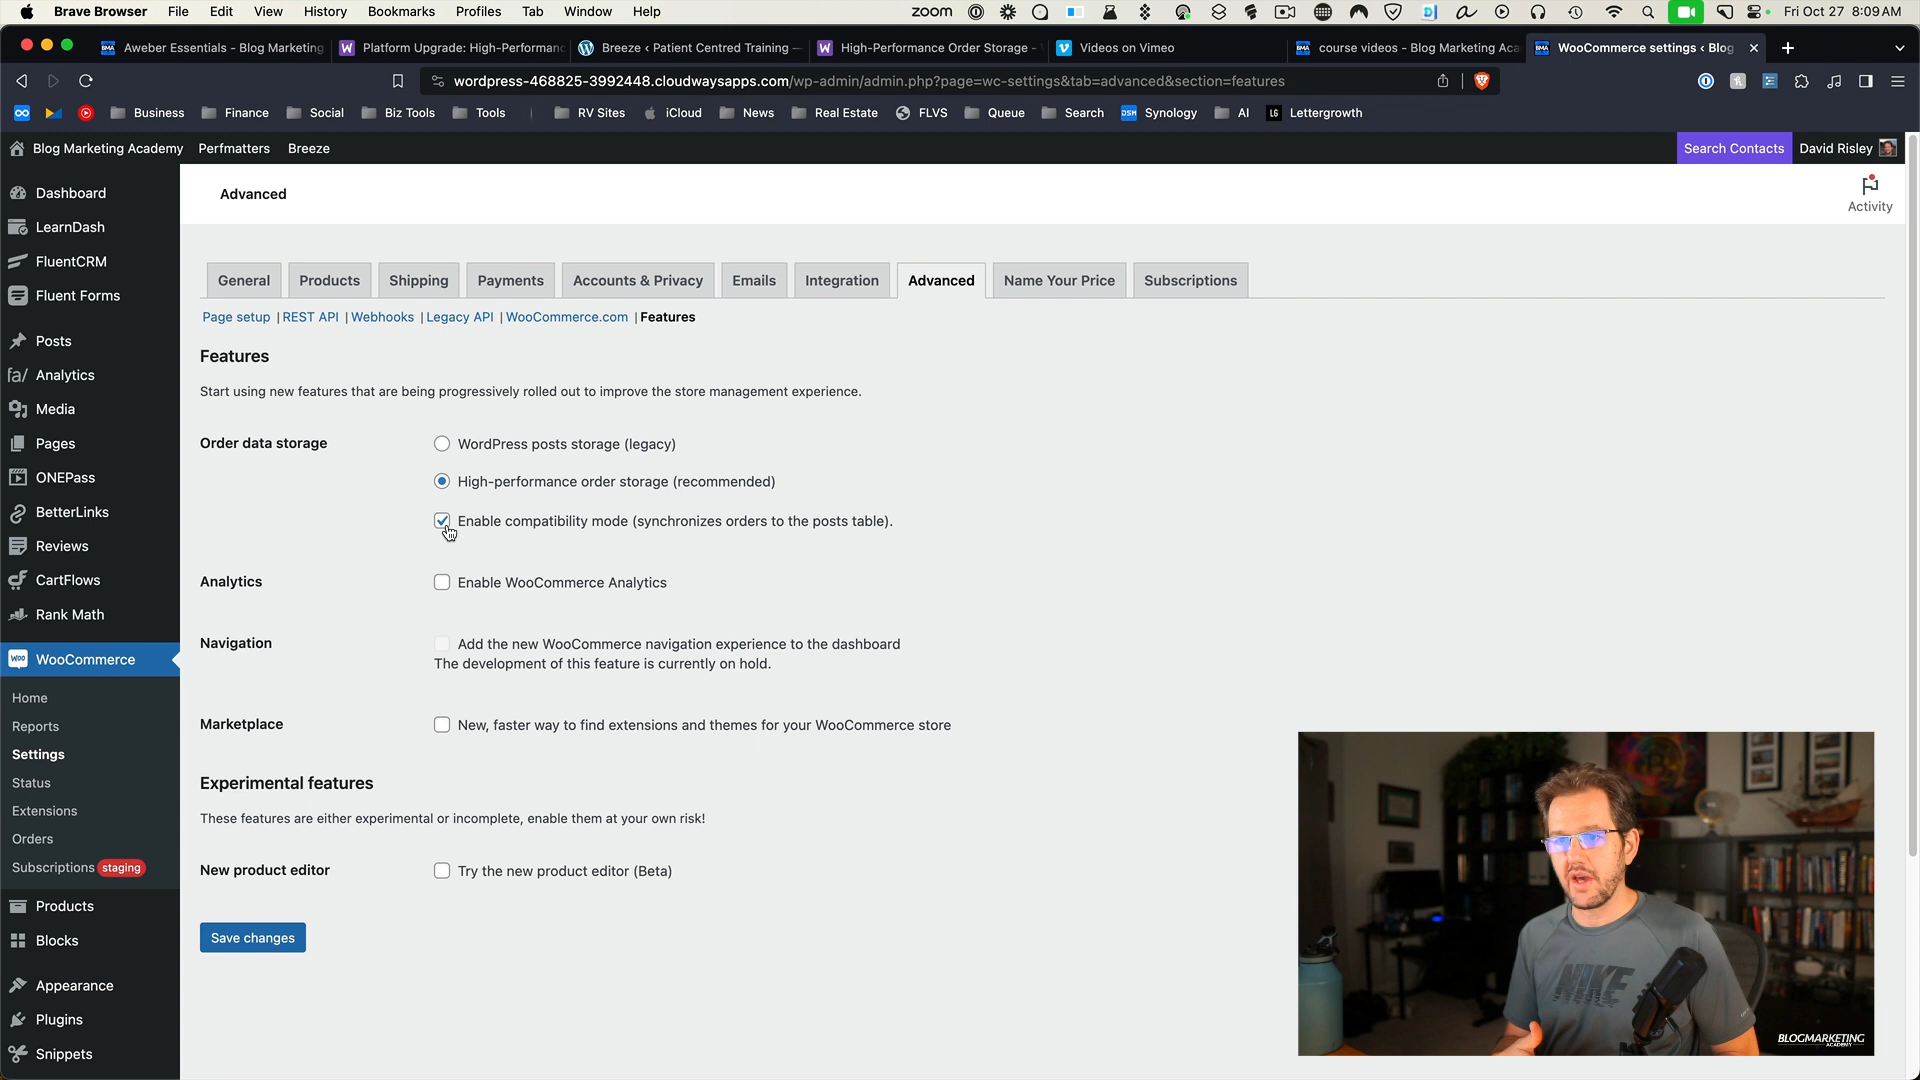 Brave Browser File Edit View History Bookmarks Profiles Tab Window Help
zoom
Fri Oct 27 8:09 AM
Aweber Essentials - Blog Marketing
Platform Upgrade: High-Performanc
Breeze ‹ Patient Centred Training —
High-Performance Order Storage -
Videos on Vimeo
BMA course videos - Blog Marketing Aca
BMA WooCommerce settings ‹ Blog
wordpress-468825-3992448.cloudwaysapps.com/wp-admin/admin.php?page=wc-settings&tab=advanced&section=features
Business Finance Social Biz Tools Tools RV Sites iCloud News Real Estate FLVS Queue Search DSM Synology AI LG Lettergrowth
Blog Marketing Academy Perfmatters Breeze
Search Contacts David Risley
Dashboard
LearnDash
FluentCRM
Fluent Forms
Posts
fa/ Analytics
Media
Pages
ONEPass
BetterLinks
Reviews
CartFlows
Rank Math
Woo WooCommerce
Home
Reports
Settings
Status
Extensions
Orders
Subscriptions staging
Products
Blocks
Appearance
Plugins
Snippets
Advanced
Activity
General Products Shipping Payments Accounts & Privacy Emails Integration Advanced Name Your Price Subscriptions
Page setup | REST API | Webhooks | Legacy API | WooCommerce.com | Features
Features
Start using new features that are being progressively rolled out to improve the store management experience.
Order data storage
WordPress posts storage (legacy)
High-performance order storage (recommended)
Enable compatibility mode (synchronizes orders to the posts table).
Analytics
Enable WooCommerce Analytics
Navigation
Add the new WooCommerce navigation experience to the dashboard
The development of this feature is currently on hold.
Marketplace
New, faster way to find extensions and themes for your WooCommerce store
Experimental features
These features are either experimental or incomplete, enable them at your own risk!
New product editor
Try the new product editor (Beta)
Save changes
NIKE
BLOGMARKETING
ACADEMY